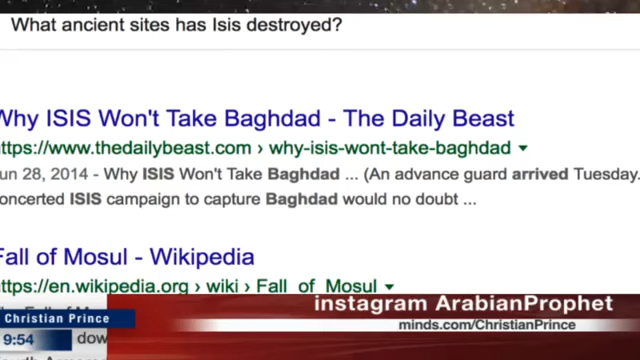 What ancient sites has Isis destroyed?
Why ISIS Won't Take Baghdad - The Daily Beast
ttps://www.thedailybeast.com › why-isis-wont-take-baghdad
un 28, 2014 - Why ISIS Won't Take Baghdad ... (An advance guard arrived Tuesday.
oncerted ISIS campaign to capture Baghdad would no doubt ...
Fall of Mosul - Wikipedia
ttps://en.wikipedia.org › wiki › Fall_of_Mosul
instagram ArabianProphet
Christian Prince
minds.com/ChristianPrince
9:54
dow